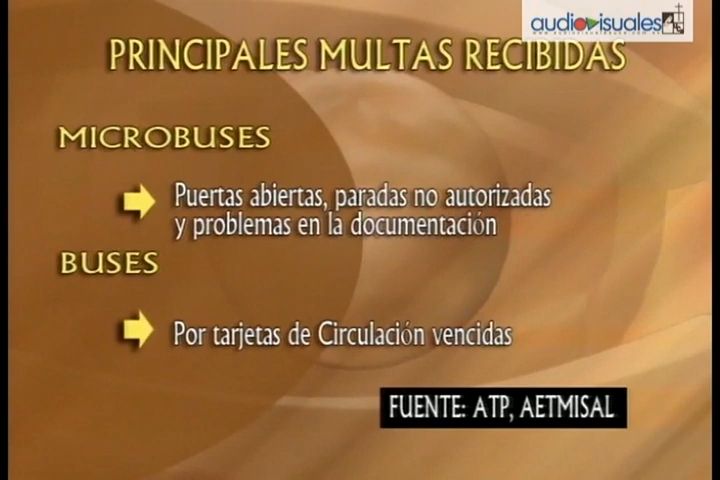 audiovisuales
PRINCIPALES MULTAS RECIBIDAS
MICROBUSES
Puertas abiertas, paradas no autorizadas
y problemas en la documentación
BUSES
Por tarjetas de Circulación vencidas
FUENTE: ATP, AETMISAL